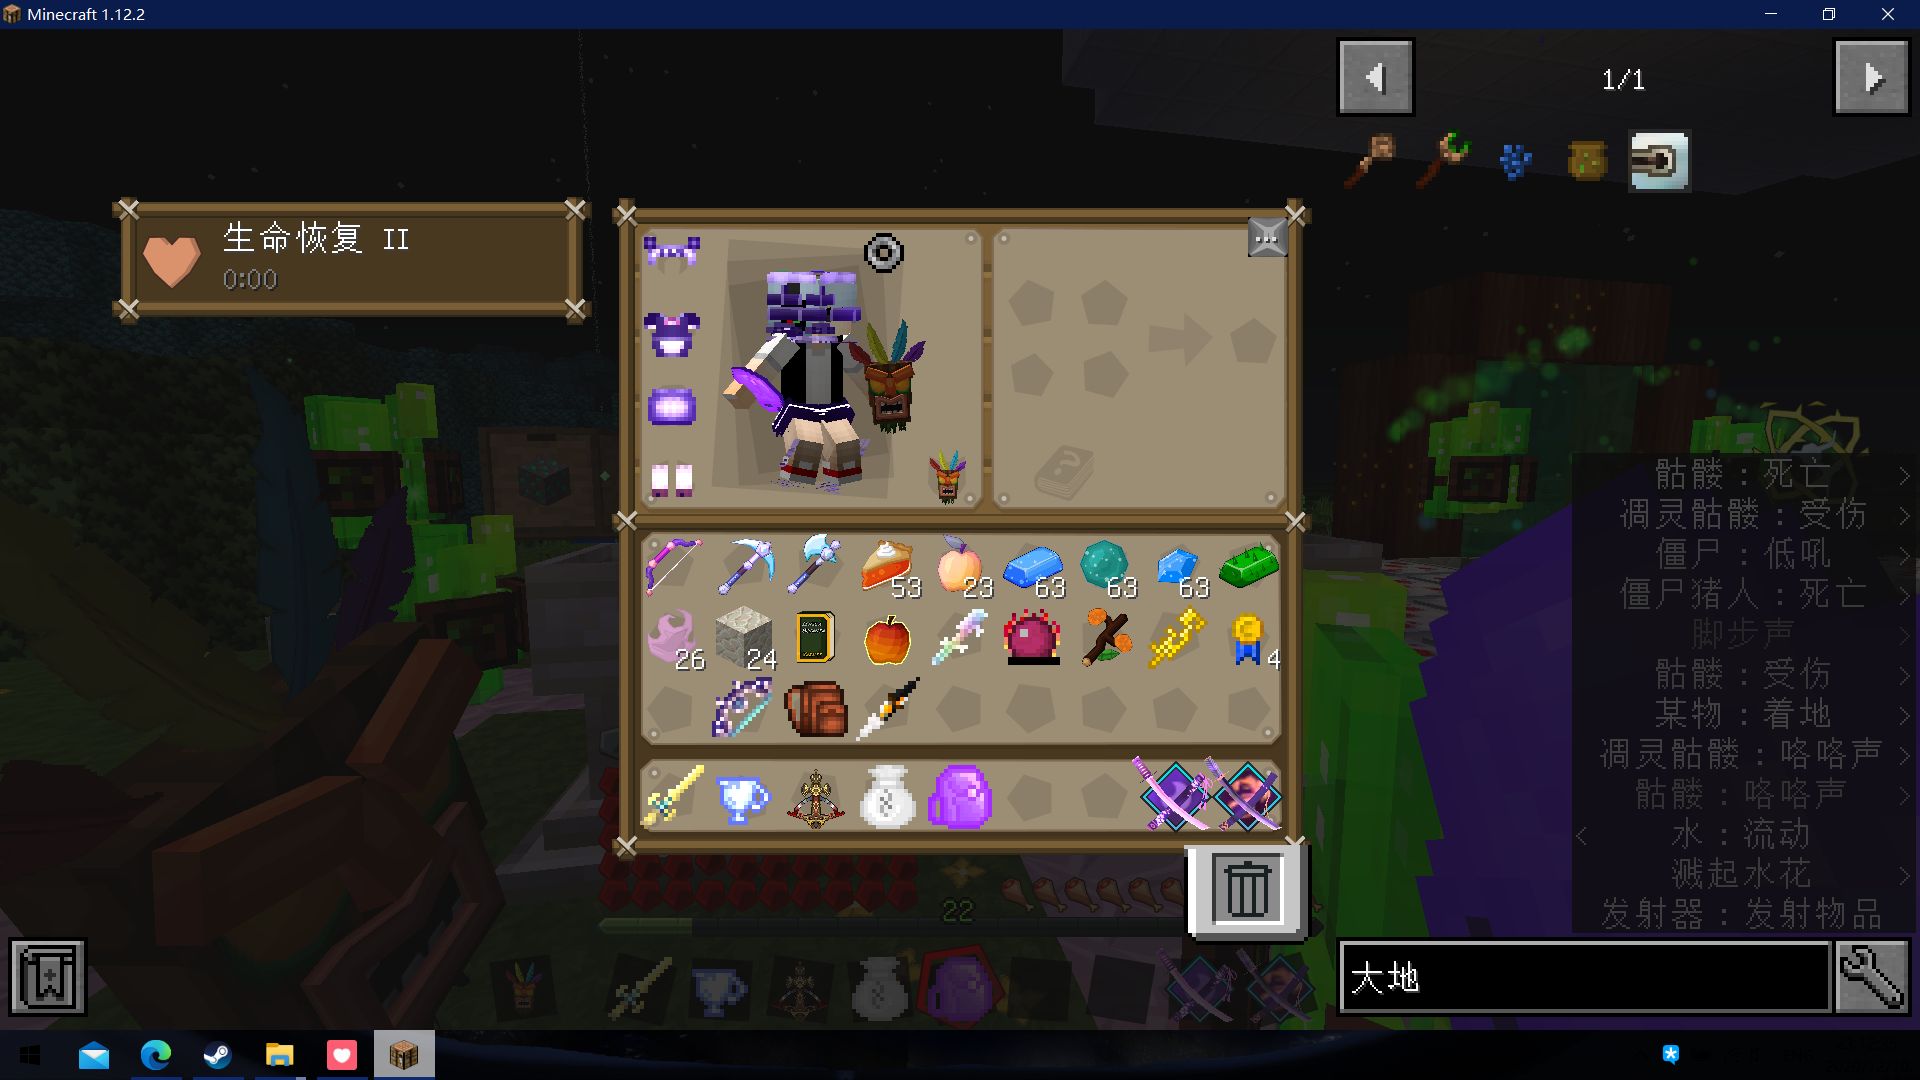 Minecraft 1.12.2
1/1
生命恢复 II
0:00
53
23
63
63
63
26
24
4
骷髅：死亡 >
凋灵骷髅：受伤 >
僵尸：低吼 >
僵尸猪人：死亡 >
脚步声 >
骷髅：受伤 >
某物：着地 >
凋灵骷髅：咯咯声 >
骷髅：咯咯声 >
< 水：流动
溅起水花 >
发射器：发射物品
22
大地